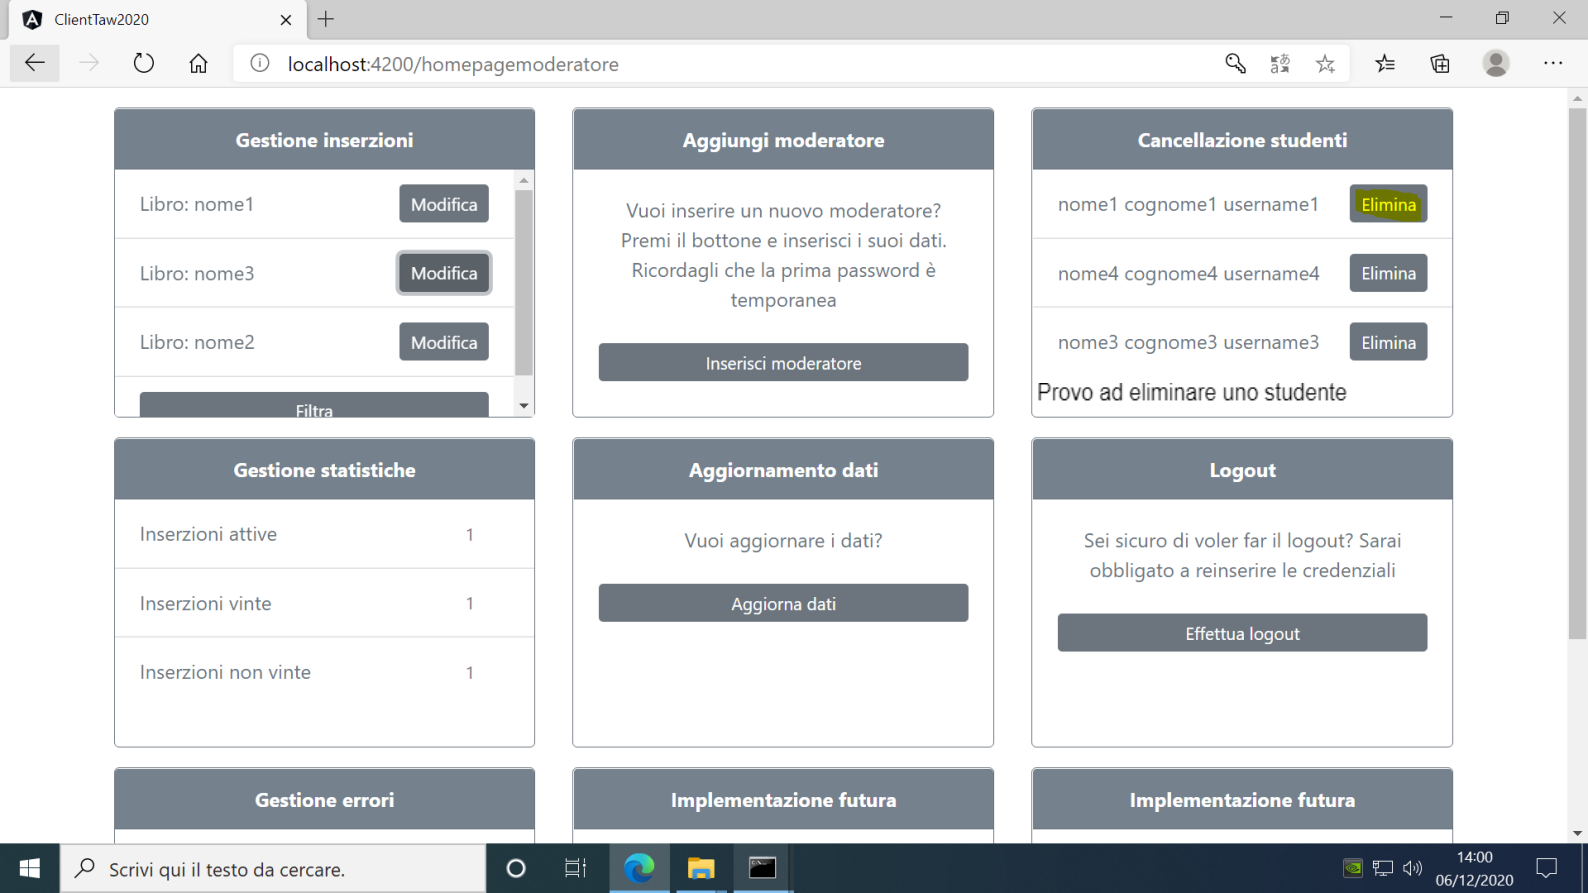 ClientTaw2020
localhost:4200/homepagemoderatore
Gestione inserzioni
Libro: nome1 Modifica
Libro: nome3 Modifica
Libro: nome2 Modifica
Filtra
Aggiungi moderatore
Vuoi inserire un nuovo moderatore?
Premi il bottone e inserisci i suoi dati.
Ricordagli che la prima password è
temporanea
Inserisci moderatore
Cancellazione studenti
nome1 cognome1 username1 Elimina
nome4 cognome4 username4 Elimina
nome3 cognome3 username3 Elimina
Provo ad eliminare uno studente
Gestione statistiche
Inserzioni attive 1
Inserzioni vinte 1
Inserzioni non vinte 1
Aggiornamento dati
Vuoi aggiornare i dati?
Aggiorna dati
Logout
Sei sicuro di voler far il logout? Sarai
obbligato a reinserire le credenziali
Effettua logout
Gestione errori
Implementazione futura
Implementazione futura
Scrivi qui il testo da cercare.
14:00
06/12/2020